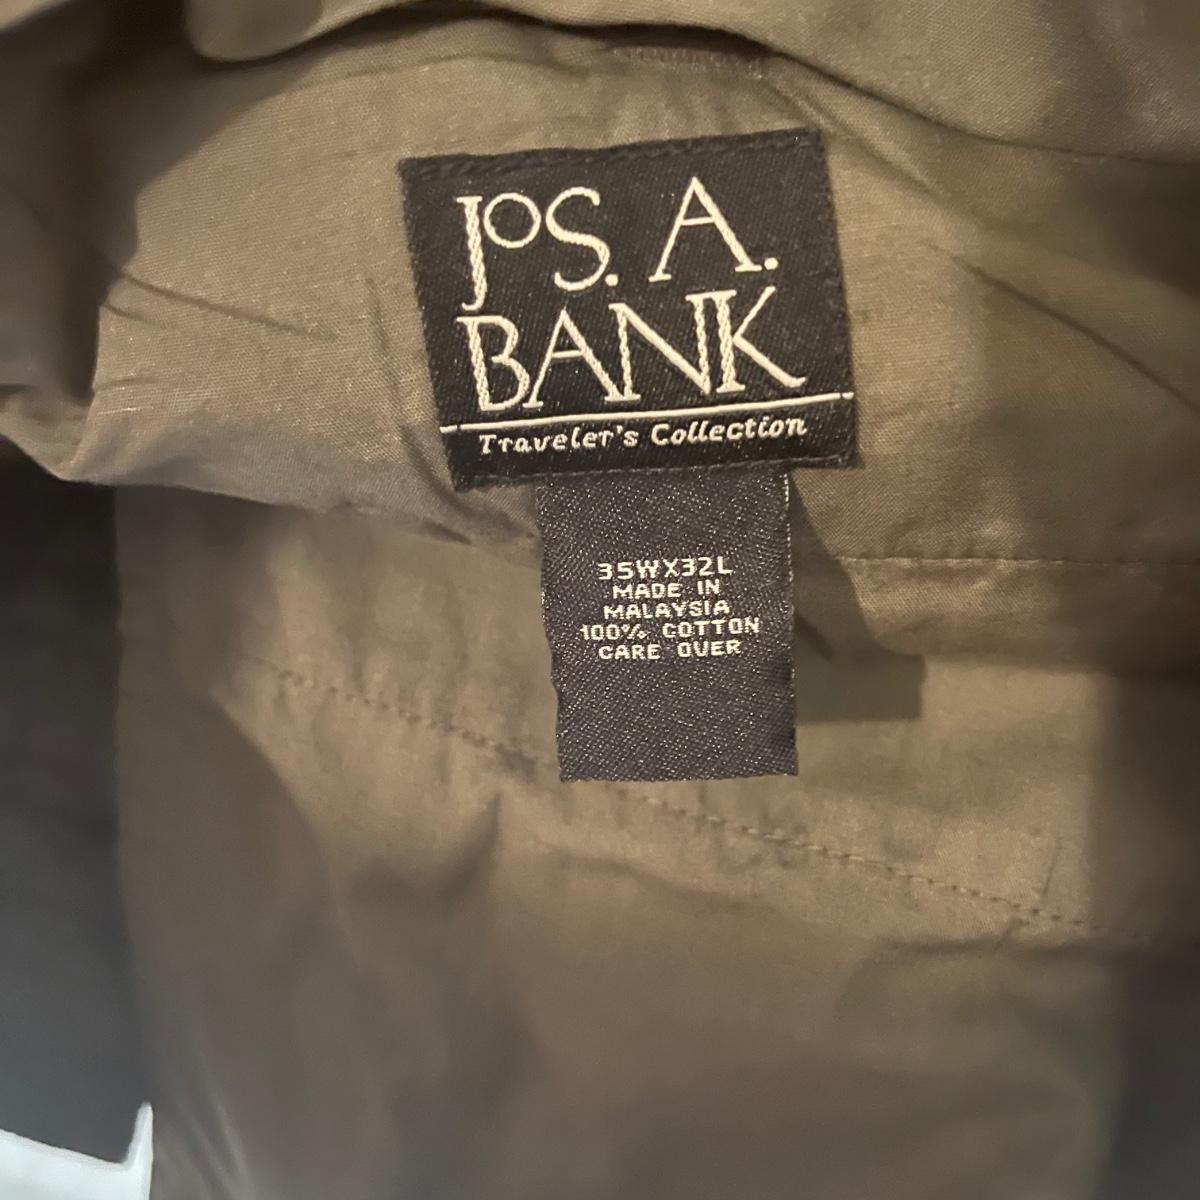 JOS. A.
BANK
Traveler's Collection
35WX32L
MADE IN
MALAYSIA
100% COTTON
CARE OVER